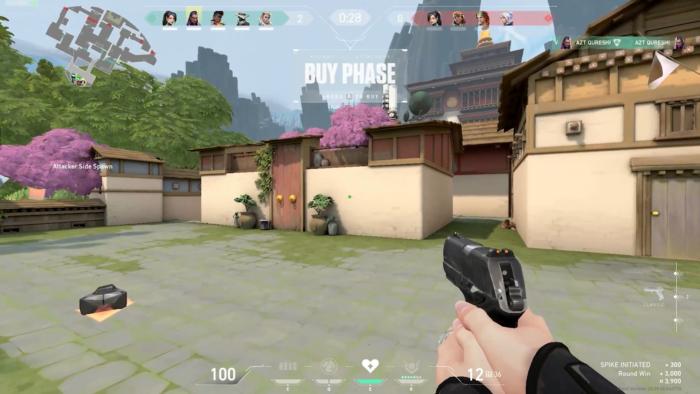 2
0:28
0
AZT QURESHI AZT QURESHI
BUY PHASE
Attacker Side Spawn
100
12
SPIKE INITIATED + 300
Round Win + 3,000
3,900